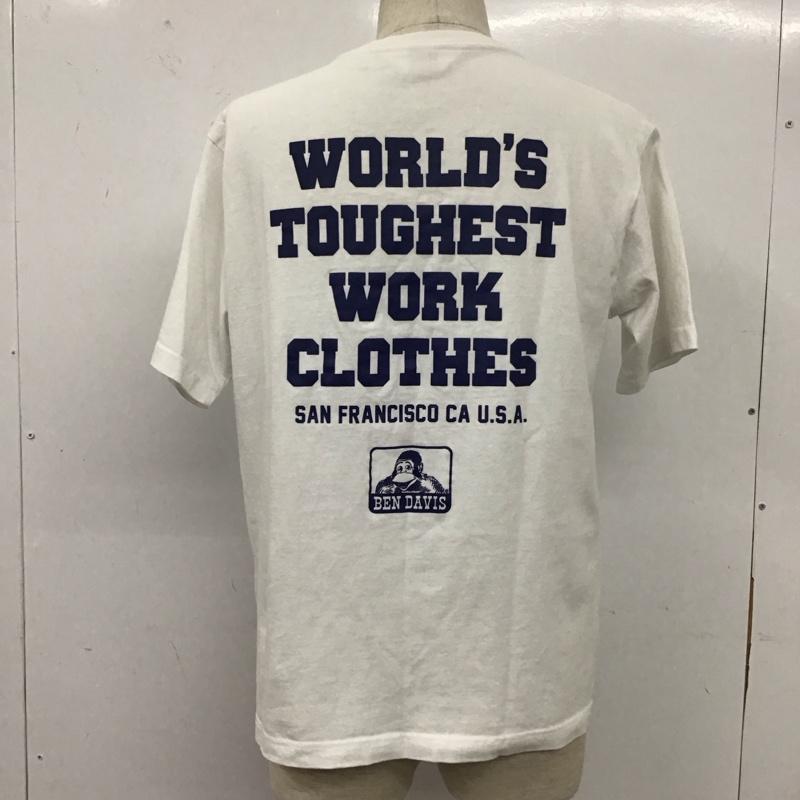 WORLD'S
TOUGHEST
WORK
CLOTHES
SAN FRANCISCO CA U.S.A.
BEN DAVIS